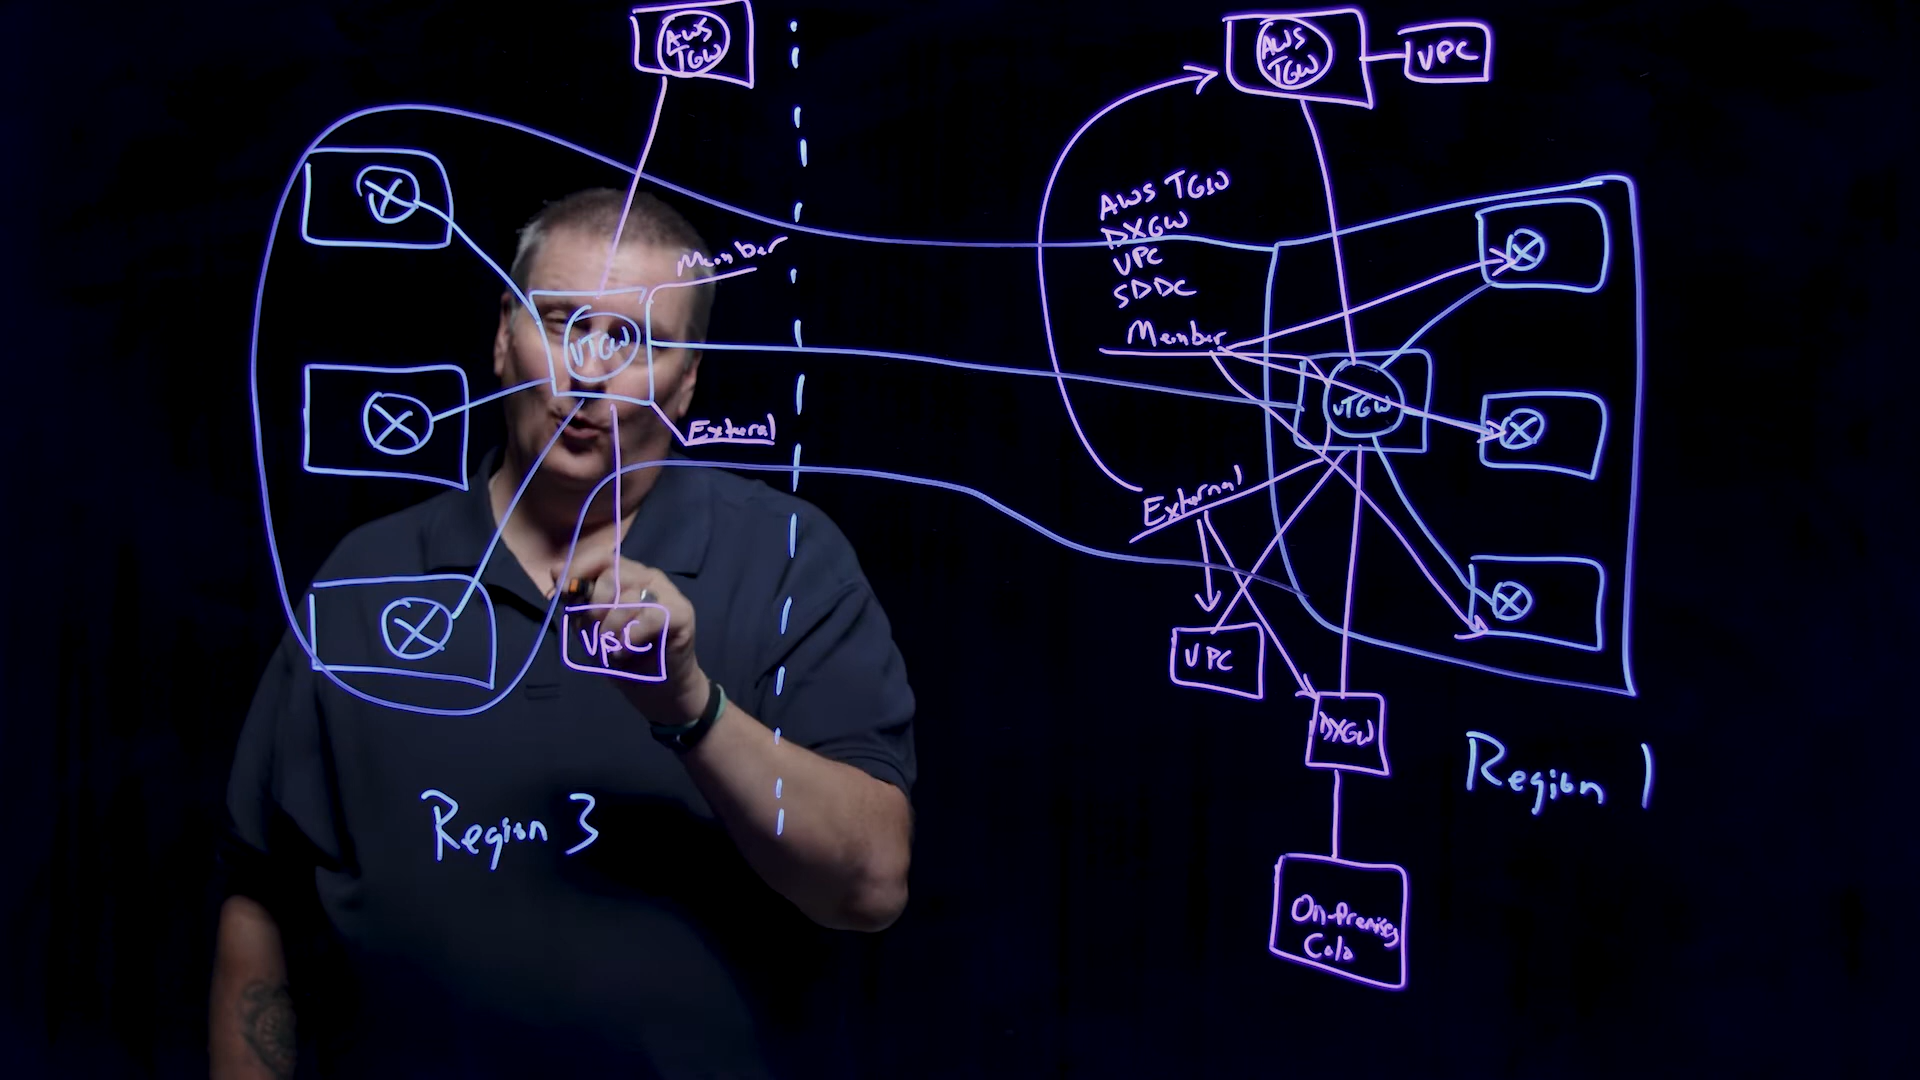 AWS
TGW
AWS
TGW
VPC
AWS TGW
DXGW
VPC
SDDC
Member
Member
VTGW
vTGW
External
External
VPC
VPC
DXGW
Region 1
Region 3
On-Premises
Colo